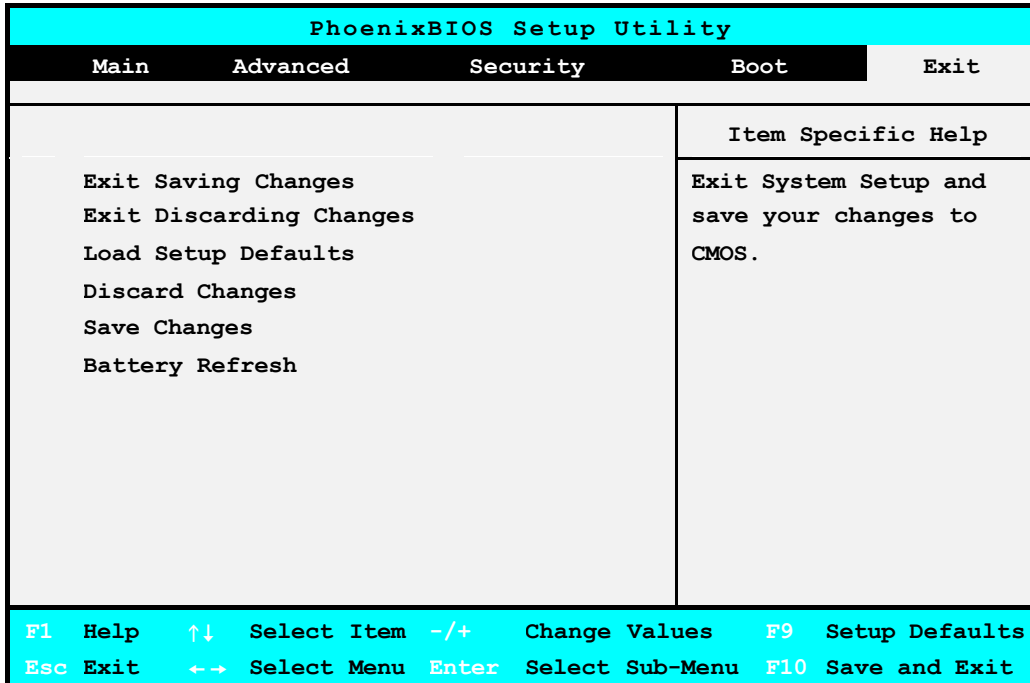 PhoenixBIOS Setup Utility
Main Advanced Security Boot Exit
Item Specific Help
Exit Saving Changes
Exit Discarding Changes
Load Setup Defaults
Discard Changes
Save Changes
Battery Refresh
Exit System Setup and
save your changes to
CMOS.
F1 Help ↑↓ Select Item -/+ Change Values F9 Setup Defaults
Esc Exit ←→ Select Menu Enter Select Sub-Menu F10 Save and Exit